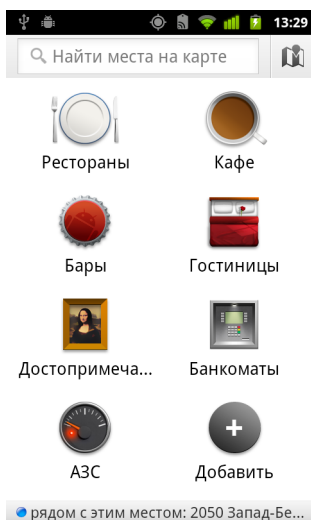 13:29
Найти места на карте
Рестораны Кафе
Бары Гостиницы
Достопримеча... Банкоматы
АЗС Добавить
рядом с этим местом: 2050 Запад-Бе...